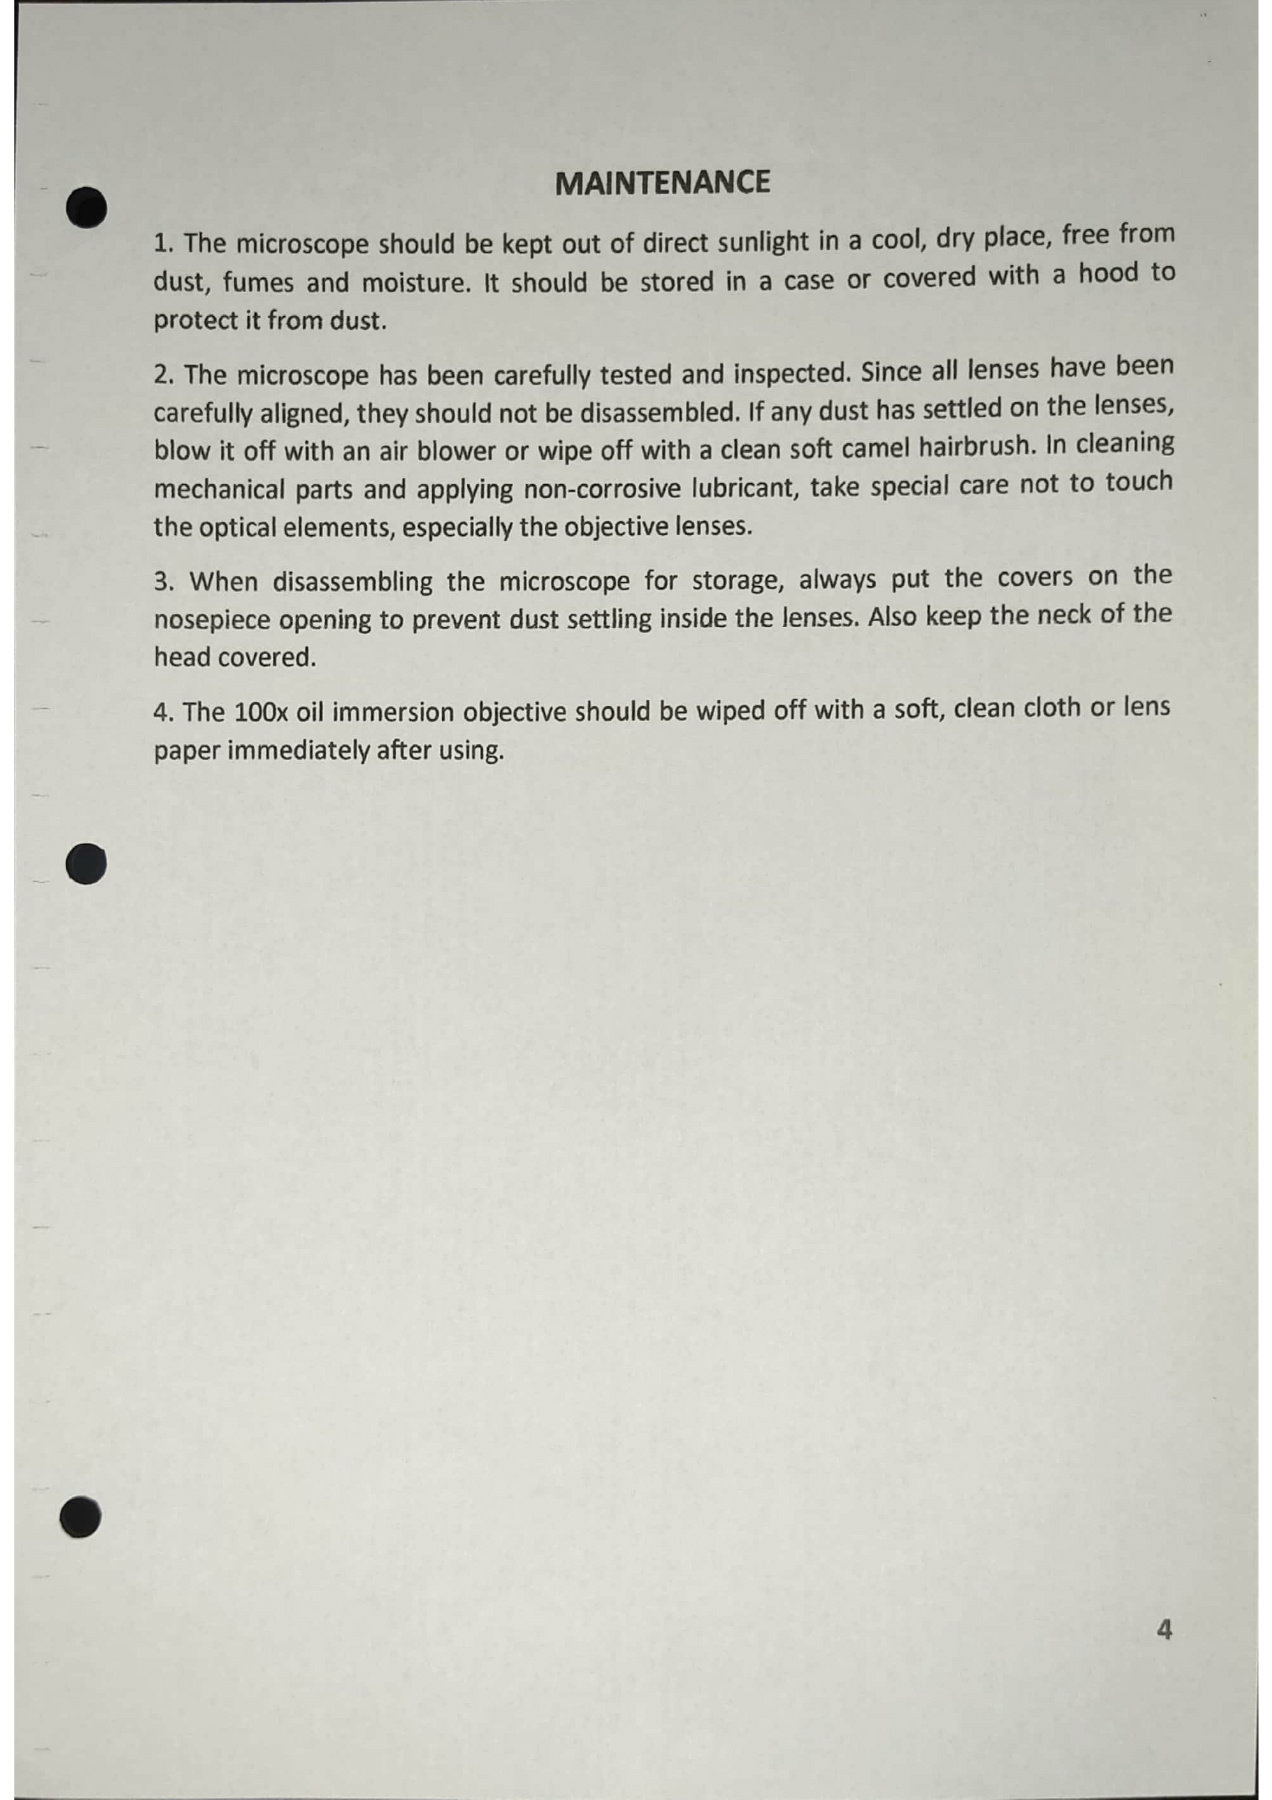 MAINTENANCE
1. The microscope should be kept out of direct sunlight in a cool, dry place, free from
dust, fumes and moisture. It should be stored in a case or covered with a hood to
protect it from dust.
2. The microscope has been carefully tested and inspected. Since all lenses have been
carefully aligned, they should not be disassembled. If any dust has settled on the lenses,
blow it off with an air blower or wipe off with a clean soft camel hairbrush. In cleaning
mechanical parts and applying non-corrosive lubricant, take special care not to touch
the optical elements, especially the objective lenses.
3. When disassembling the microscope for storage, always put the covers on the
nosepiece opening to prevent dust settling inside the lenses. Also keep the neck of the
head covered.
4. The 100x oil immersion objective should be wiped off with a soft, clean cloth or lens
paper immediately after using.
4